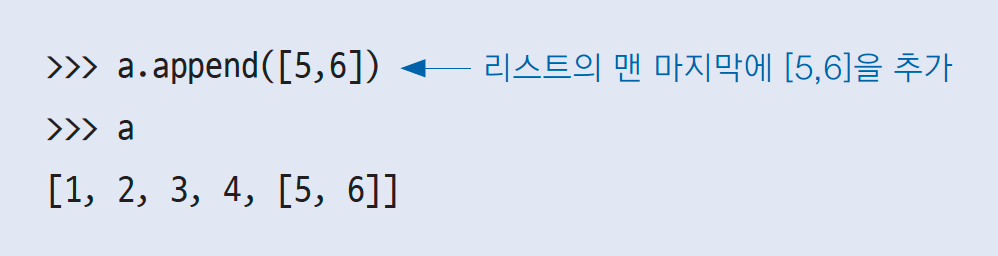 >>> a.append([5,6]) 리스트의 맨 마지막에 [5,6]을 추가
>>> a
[1, 2, 3, 4, [5, 6]]